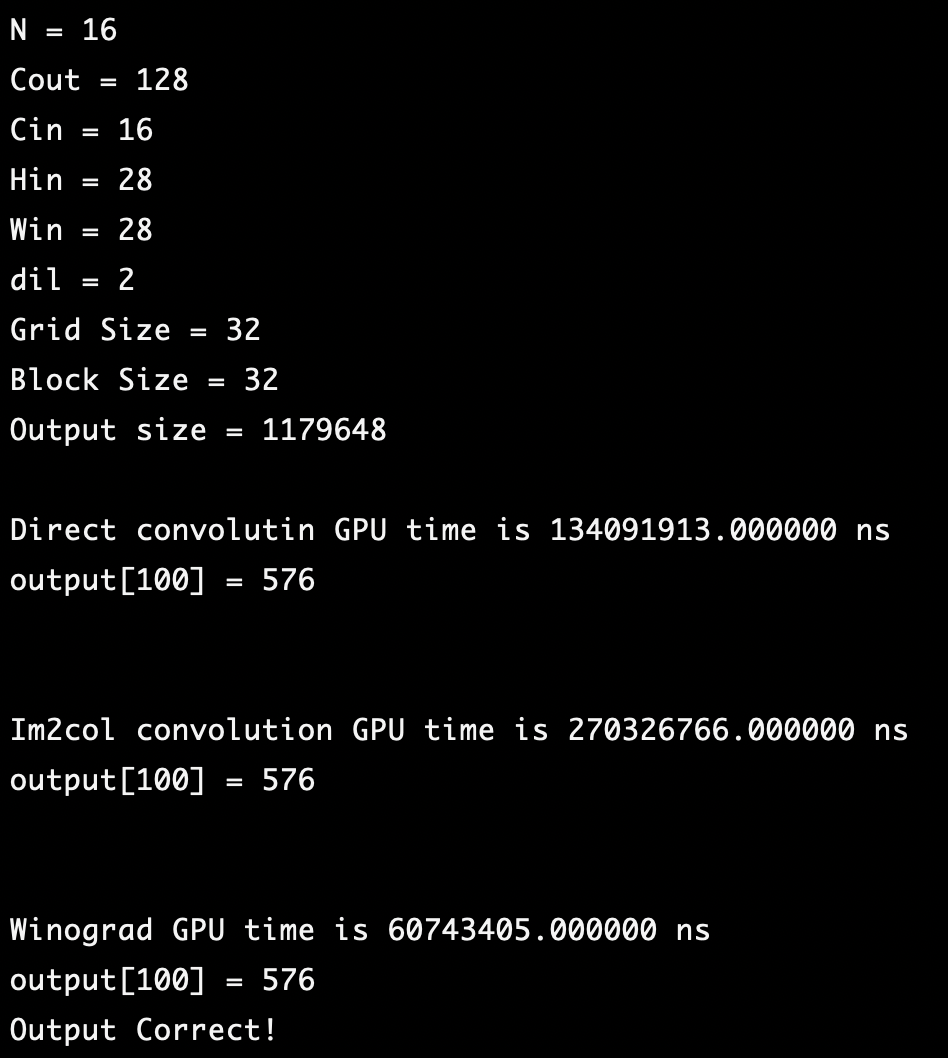 N = 16
Cout = 128
Cin = 16
Hin = 28
Win = 28
dil = 2
Grid Size = 32
Block Size = 32
Output size = 1179648
Direct convolutin GPU time is 134091913.000000 ns
output[100] = 576
Im2col convolution GPU time is 270326766.000000 ns
output[100] = 576
Winograd GPU time is 60743405.000000 ns
output[100] = 576
Output Correct!